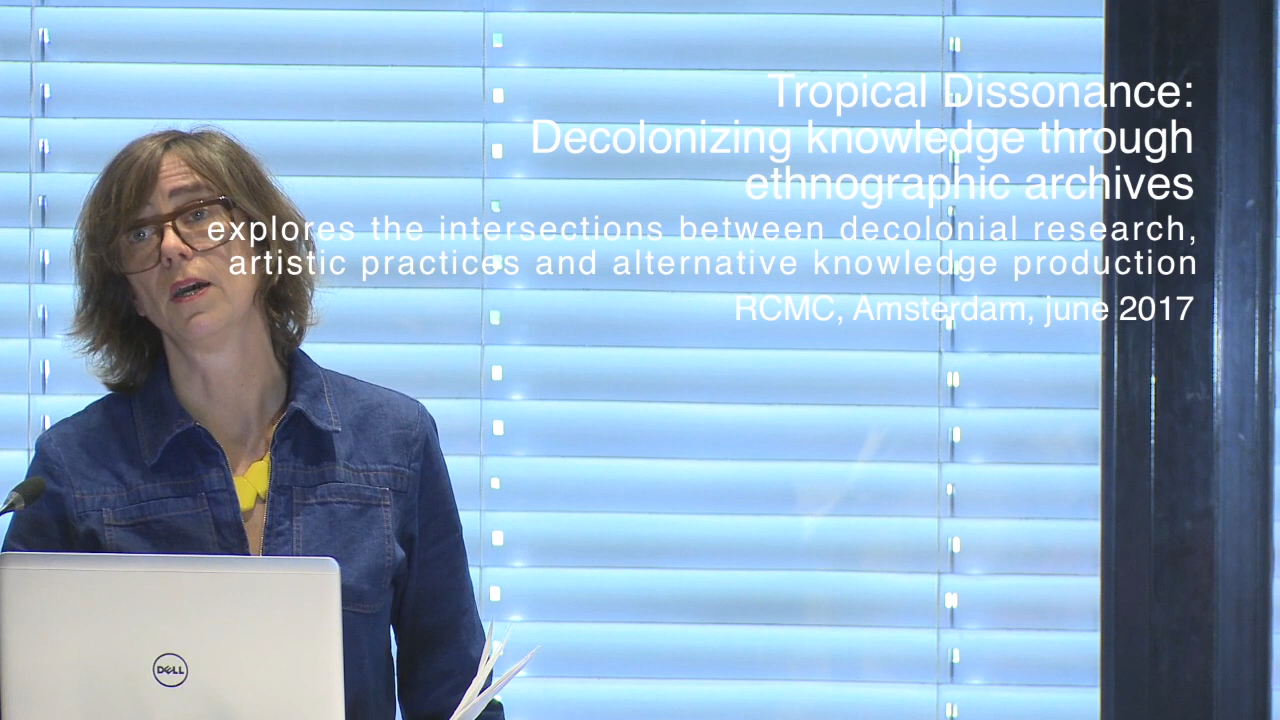 Tropical Dissonance:
Decolonizing knowledge through
ethnographic archives
explores the intersections between decolonial research,
artistic practices and alternative knowledge production
RCMC, Amsterdam, june 2017
DELL